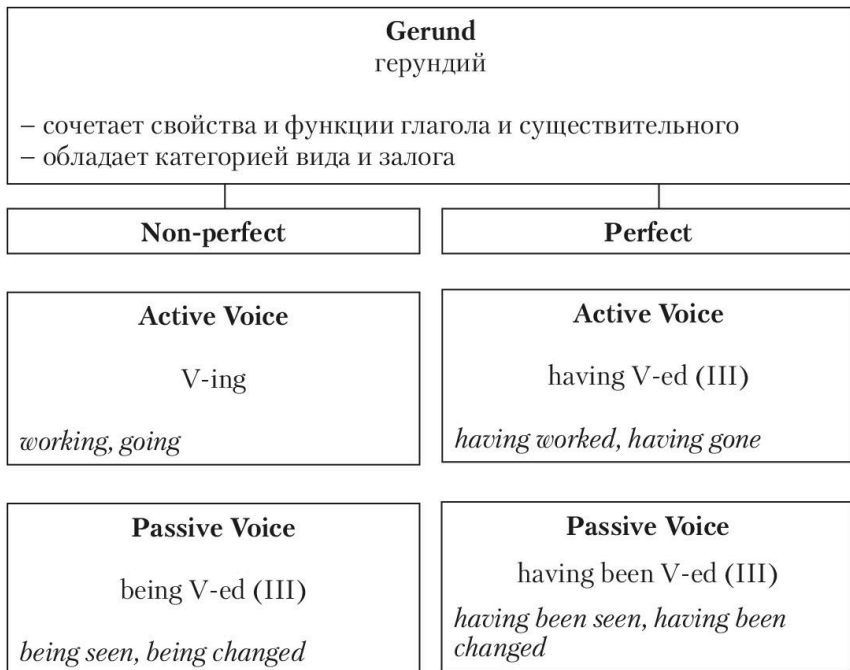 Gerund
герундий
– сочетает свойства и функции глагола и существительного
– обладает категорией вида и залога
Non-perfect
Perfect
Active Voice
V-ing
working, going
Active Voice
having V-ed (III)
having worked, having gone
Passive Voice
being V-ed (III)
being seen, being changed
Passive Voice
having been V-ed (III)
having been seen, having been
changed